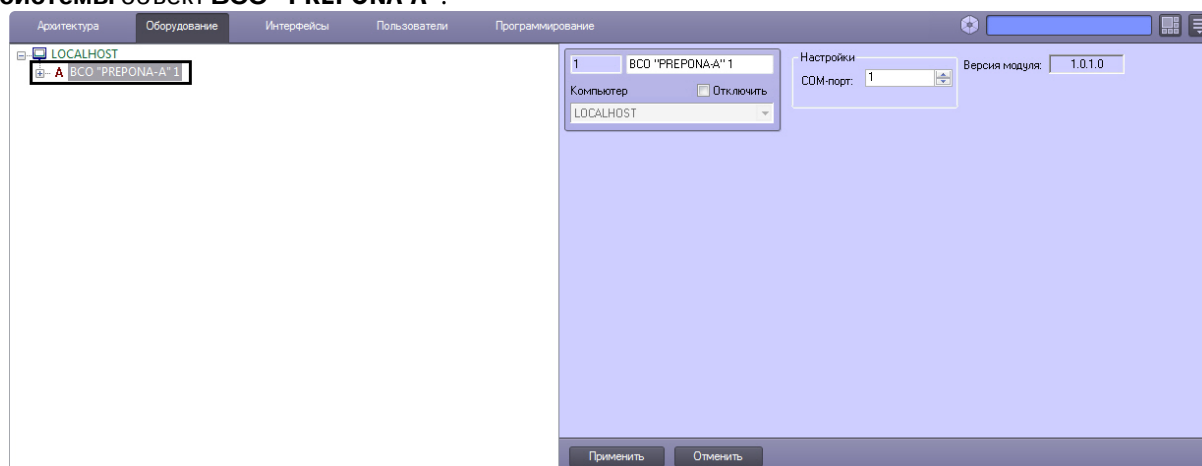 системы объект ВСО "PREPONA-A".
Архитектура Оборудование Интерфейсы Пользователи Программирование
LOCALHOST
A ВСО "PREPONA-A" 1
1 ВСО "PREPONA-A" 1
Компьютер Отключить
LOCALHOST
Настройки
COM-порт: 1
Версия модуля: 1.0.1.0
Применить Отменить